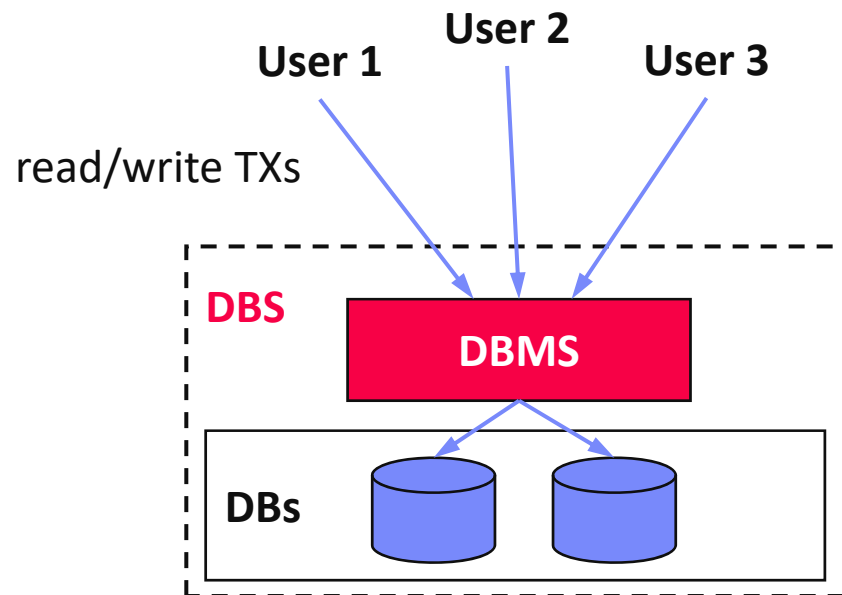 User 1
User 2
User 3
read/write TXs
DBS
DBMS
DBs